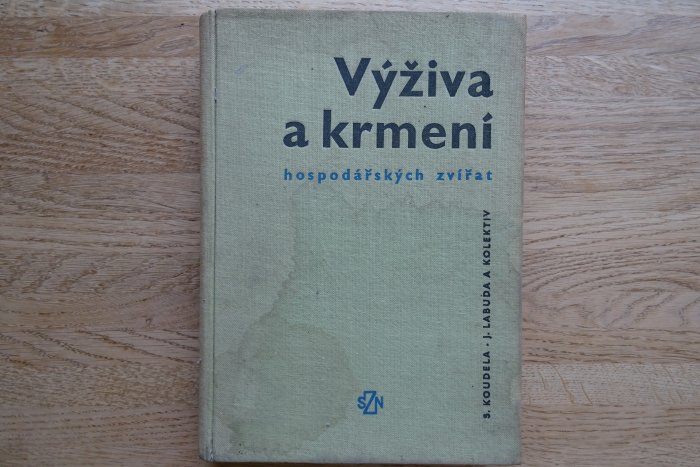 Výživa
a krmení
hospodářských zvířat
S. KOUDELA · J. LABUDA A KOLEKTIV
SZN